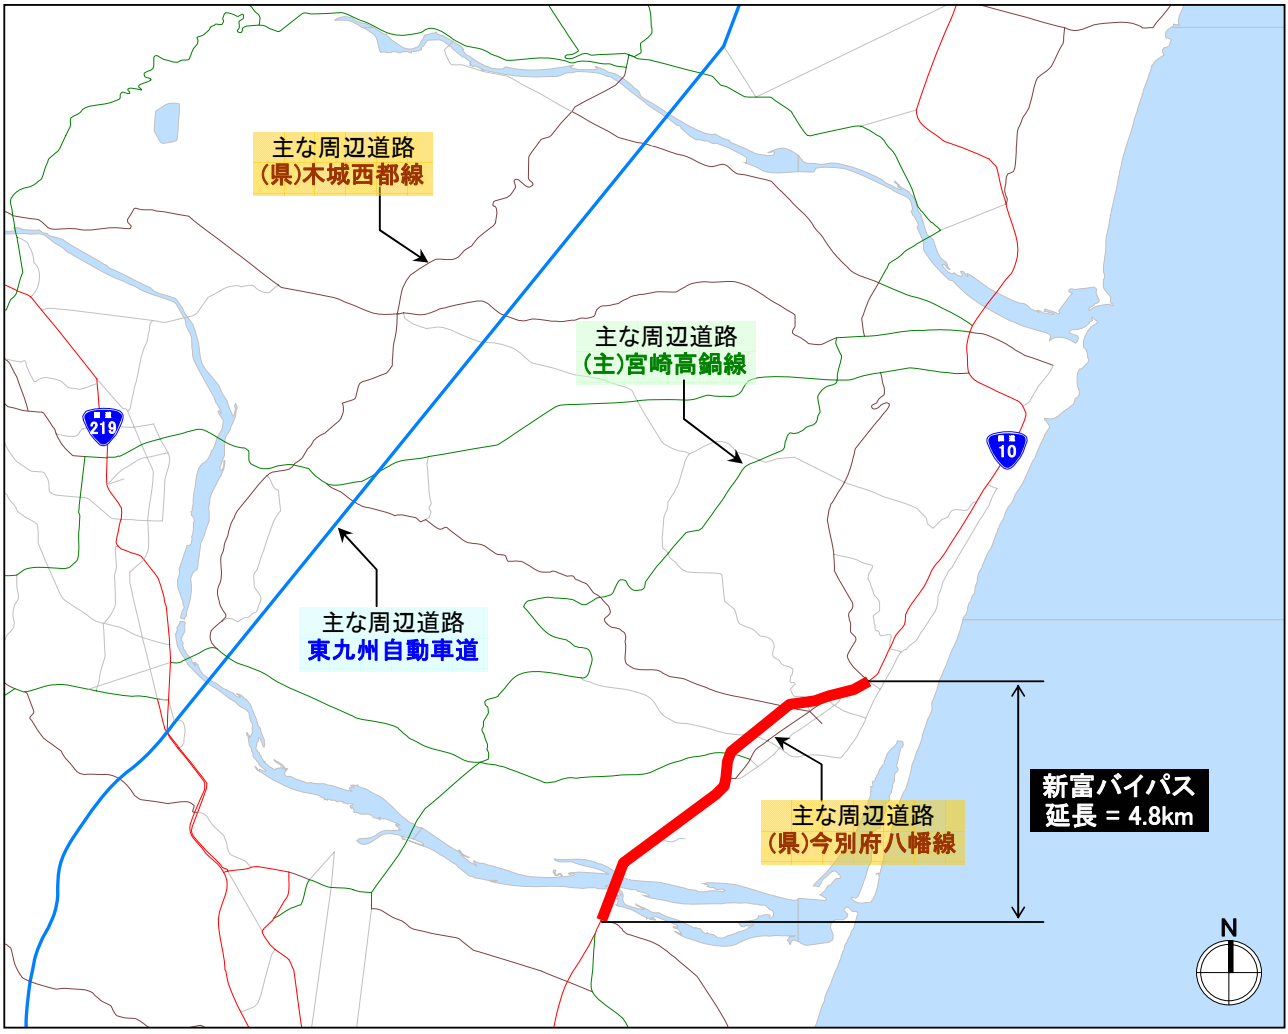 主な周辺道路
(県)木城西都線
主な周辺道路
(主)宮崎高鍋線
219
10
主な周辺道路
東九州自動車道
新富バイパス
延長 = 4.8km
主な周辺道路
(県)今別府八幡線
N